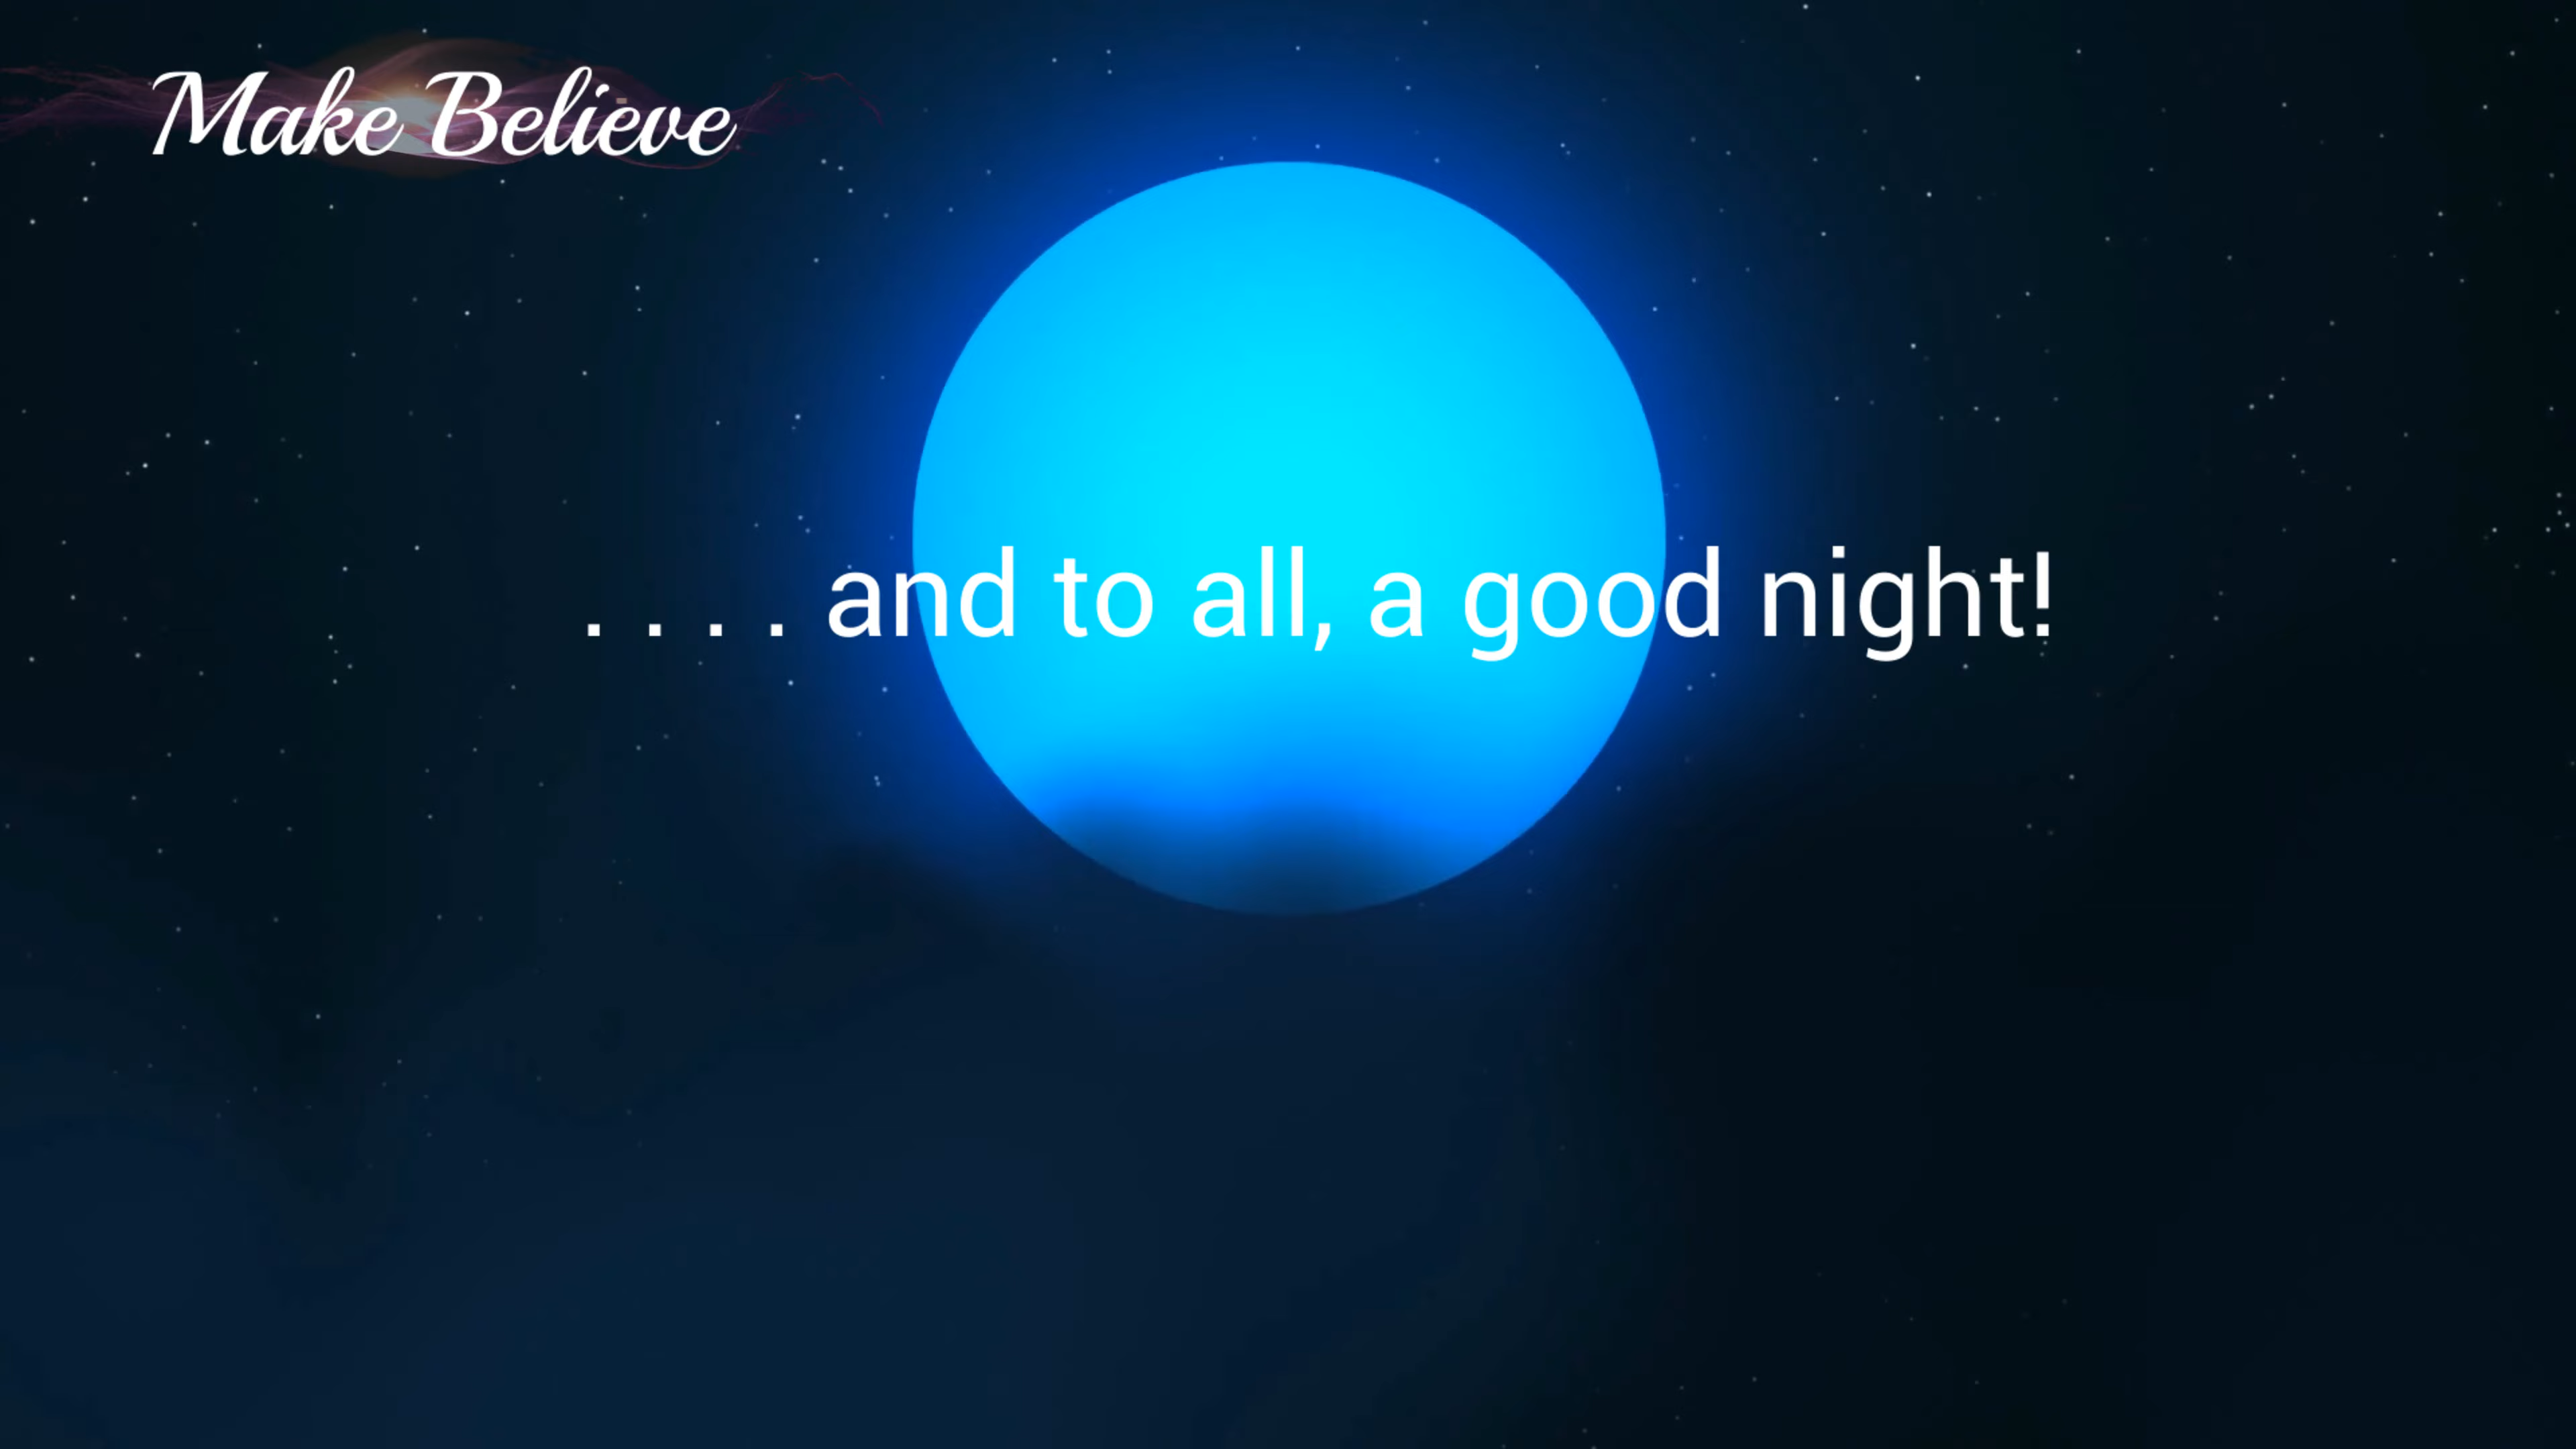 Make Believe
. . . . and to all, a good night!